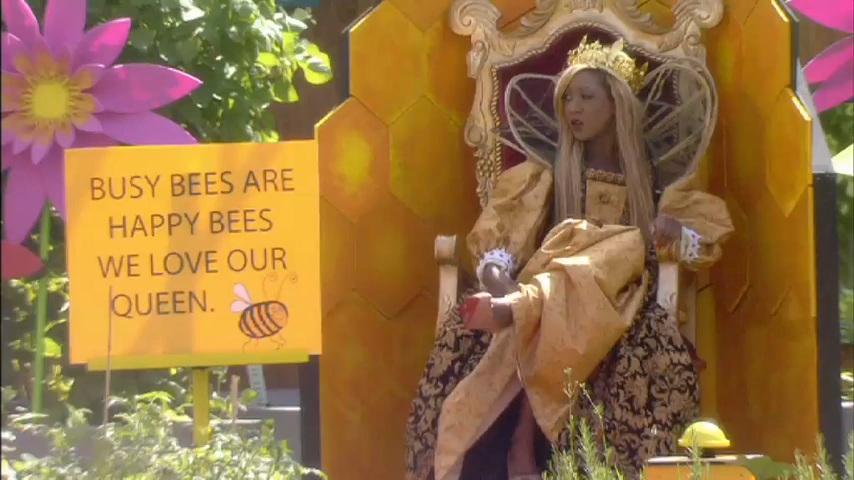 BUSY BEES ARE
HAPPY BEES
WE LOVE OUR
QUEEN.